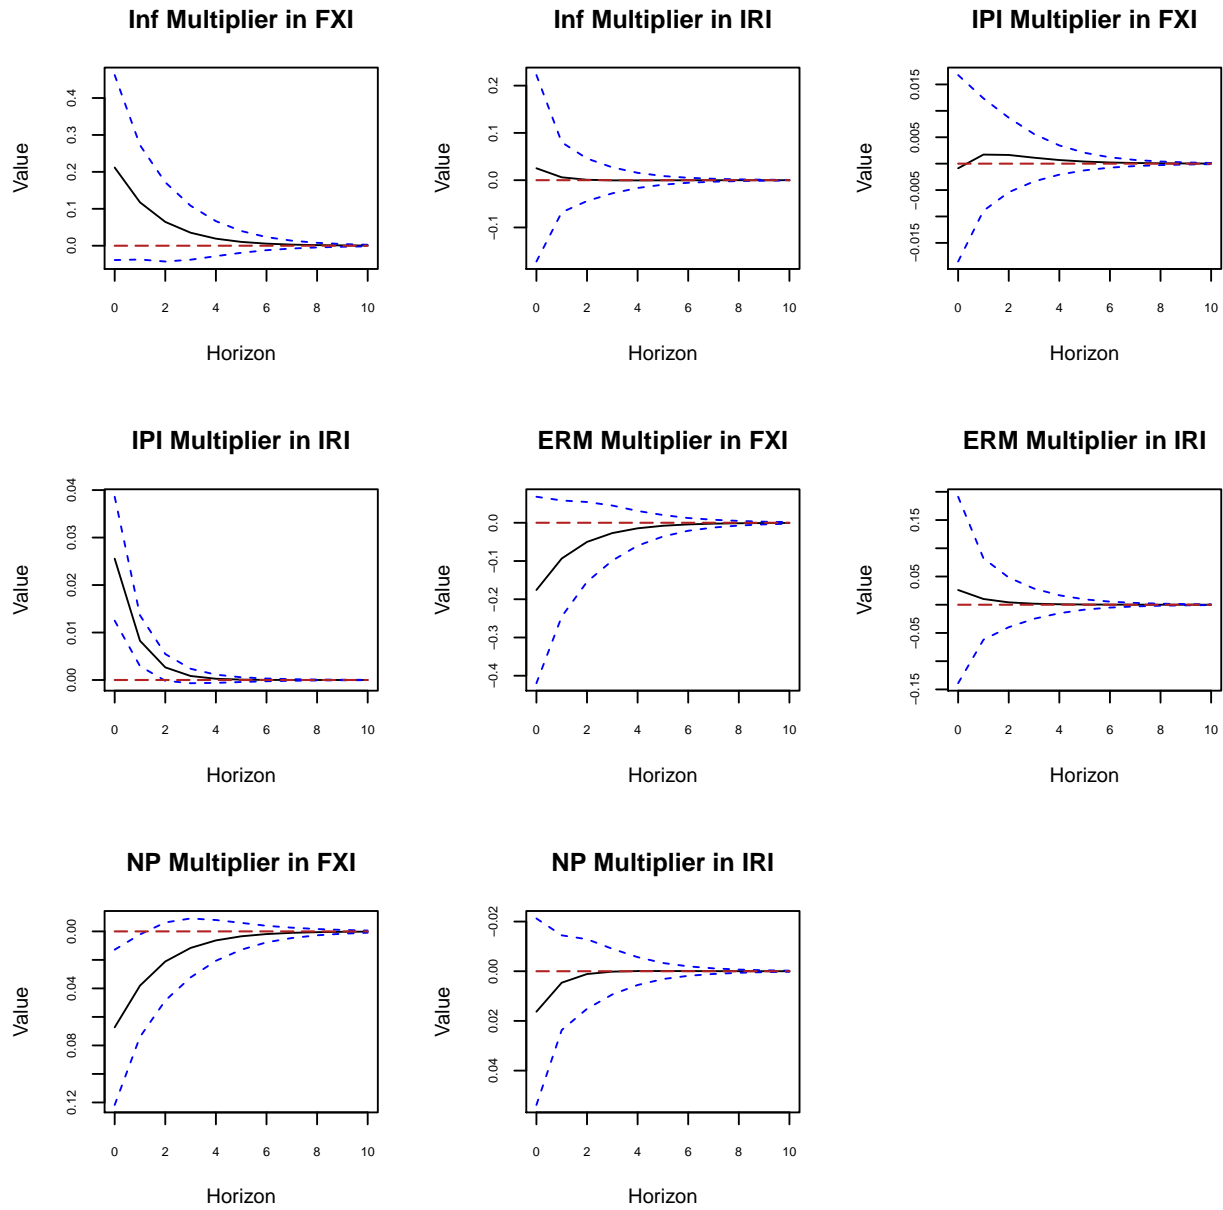 Inf Multiplier in FXI
Value
0.4
0.3
0.2
0.1
0.0
0 2 4 6 8 10
Horizon
Inf Multiplier in IRI
Value
0.2
0.1
0.0
−0.1
0 2 4 6 8 10
Horizon
IPI Multiplier in FXI
Value
0.015
0.005
−0.005
−0.015
0 2 4 6 8 10
Horizon
IPI Multiplier in IRI
Value
0.04
0.03
0.02
0.01
0.00
0 2 4 6 8 10
Horizon
ERM Multiplier in FXI
Value
0.0
−0.1
−0.2
−0.3
−0.4
0 2 4 6 8 10
Horizon
ERM Multiplier in IRI
Value
0.15
0.05
−0.05
−0.15
0 2 4 6 8 10
Horizon
NP Multiplier in FXI
Value
0.00
0.04
0.08
0.12
0 2 4 6 8 10
Horizon
NP Multiplier in IRI
Value
-0.02
0.00
0.02
0.04
0 2 4 6 8 10
Horizon